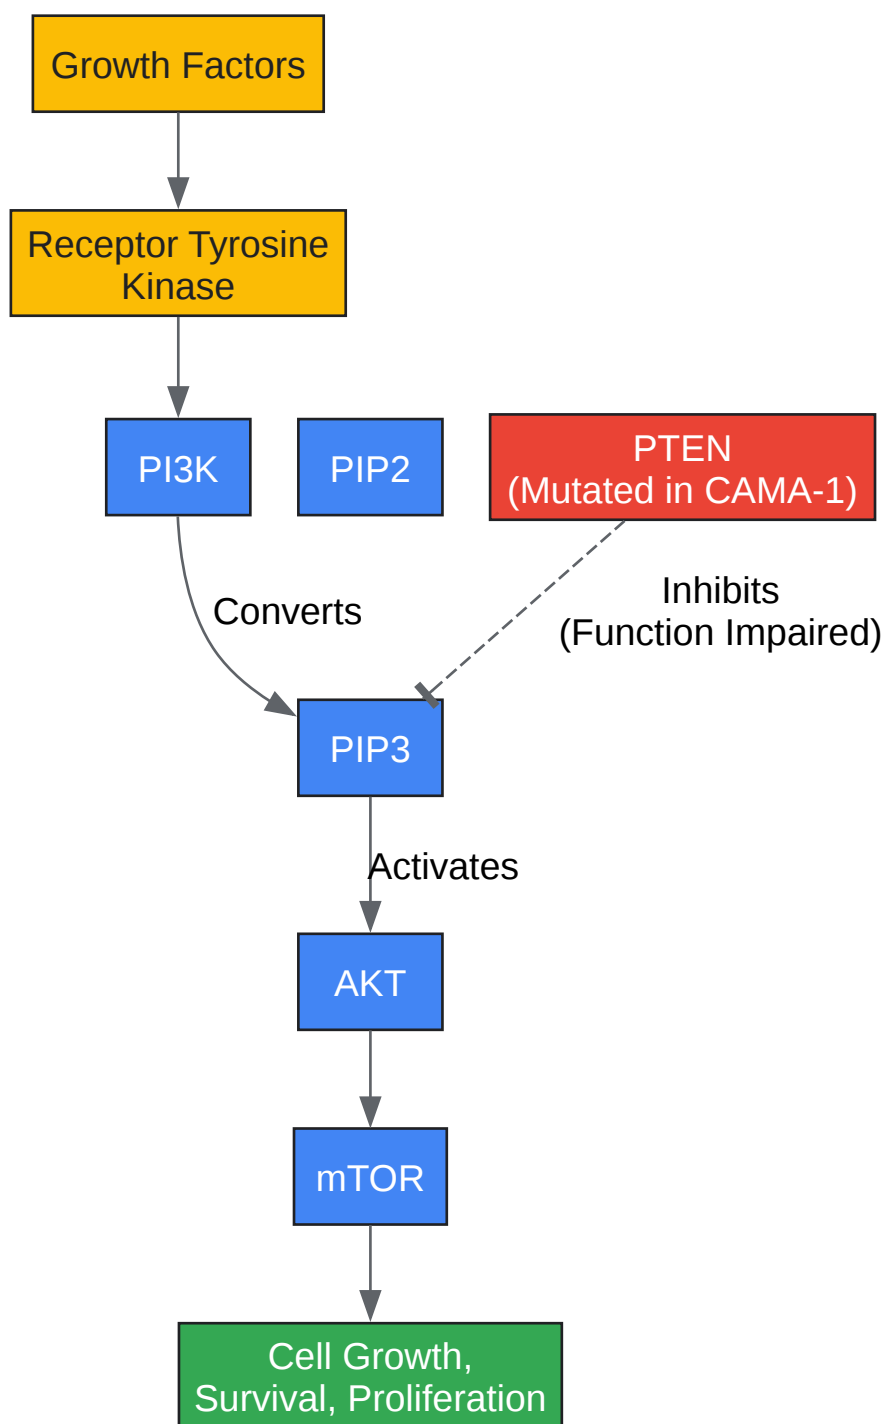 Growth Factors
Receptor Tyrosine
Kinase
PI3K
PIP2
PTEN
(Mutated in CAMA-1)
Converts
Inhibits
(Function Impaired)
PIP3
Activates
AKT
mTOR
Cell Growth,
Survival, Proliferation